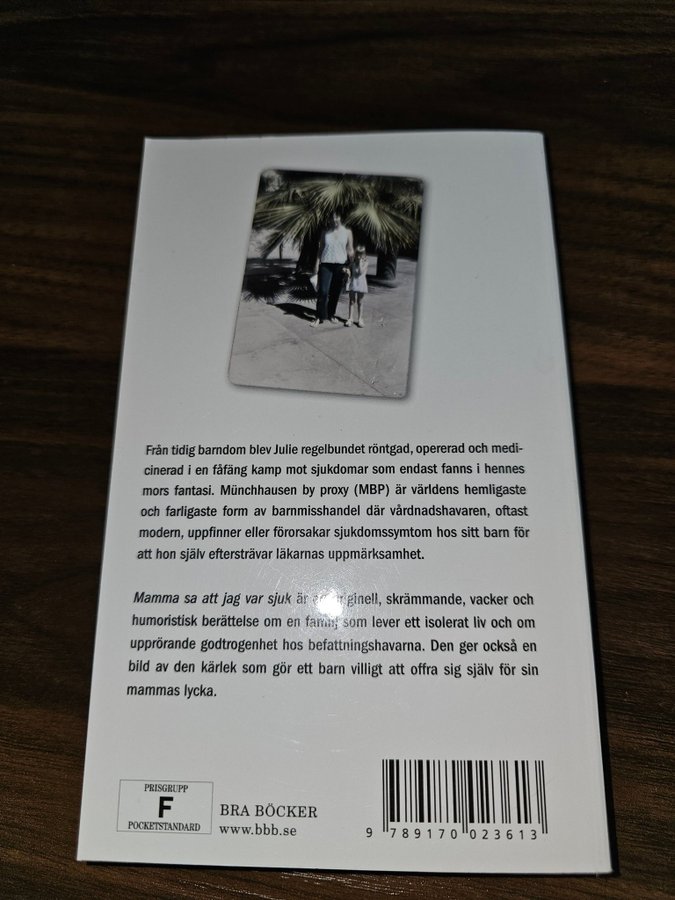 Från tidig barndom blev Julie regelbundet röntgad, opererad och medi-
cinerad i en fåfäng kamp mot sjukdomar som endast fanns i hennes
mors fantasi. Münchhausen by proxy (MBP) är världens hemligaste
och farligaste form av barnmisshandel där vårdnadshavaren, oftast
modern, uppfinner eller förorsakar sjukdomssymtom hos sitt barn för
att hon själv eftersträvar läkarnas uppmärksamhet.
Mamma sa att jag var sjuk är en originell, skrämmande, vacker och
humoristisk berättelse om en familj som lever ett isolerat liv och om
upprörande godtrogenhet hos befattningshavarna. Den ger också en
bild av den kärlek som gör ett barn villigt att offra sig själv för sin
mammas lycka.
PRISGRUPP
F
POCKETSTANDARD
BRA BÖCKER
www.bbb.se
9 789170 023613